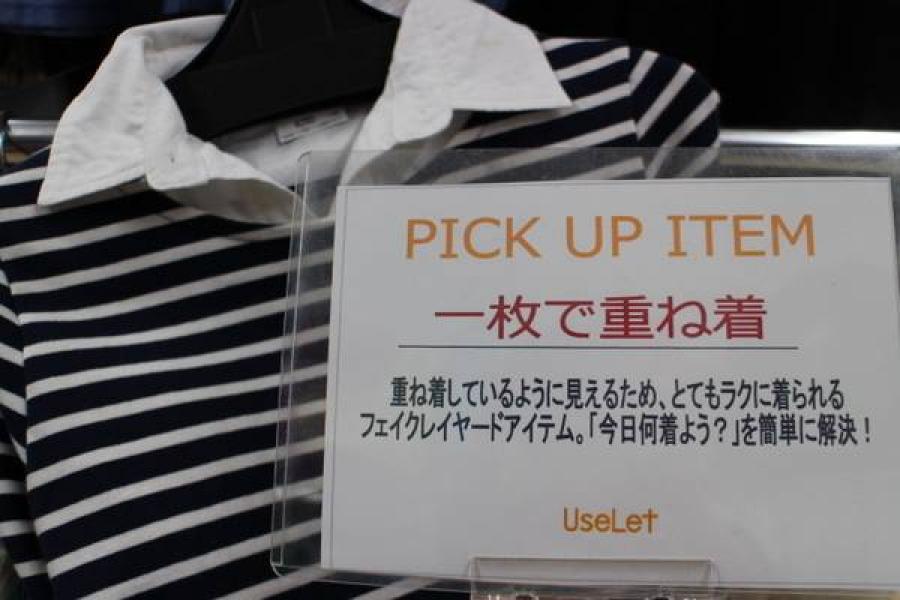 PICK UP ITEM
一枚で重ね着
重ね着しているように見えるため、とてもラクに着られる
フェイクレイヤードアイテム。「今日何着よう？」を簡単に解決！
UseLet